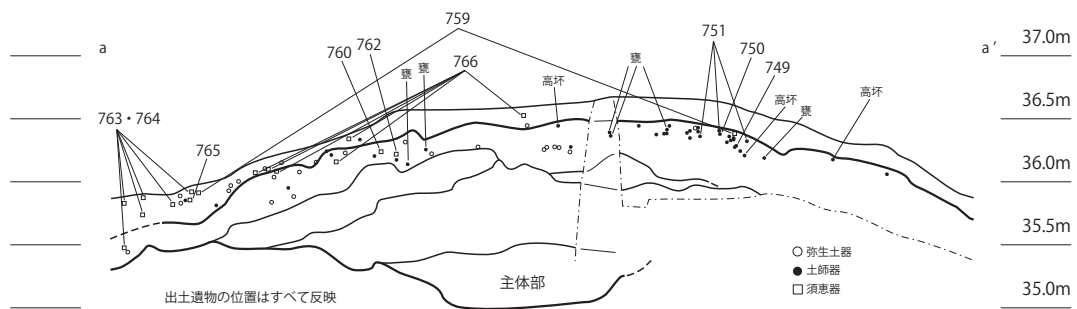 759
37.0m
a
a′
751
750
749
762
760
766
甕
甕
甕
高坏
高坏
甕
高坏
36.5m
763・764
765
36.0m
35.5m
○ 弥生土器
● 土師器
□ 須恵器
主体部
出土遺物の位置はすべて反映
35.0m